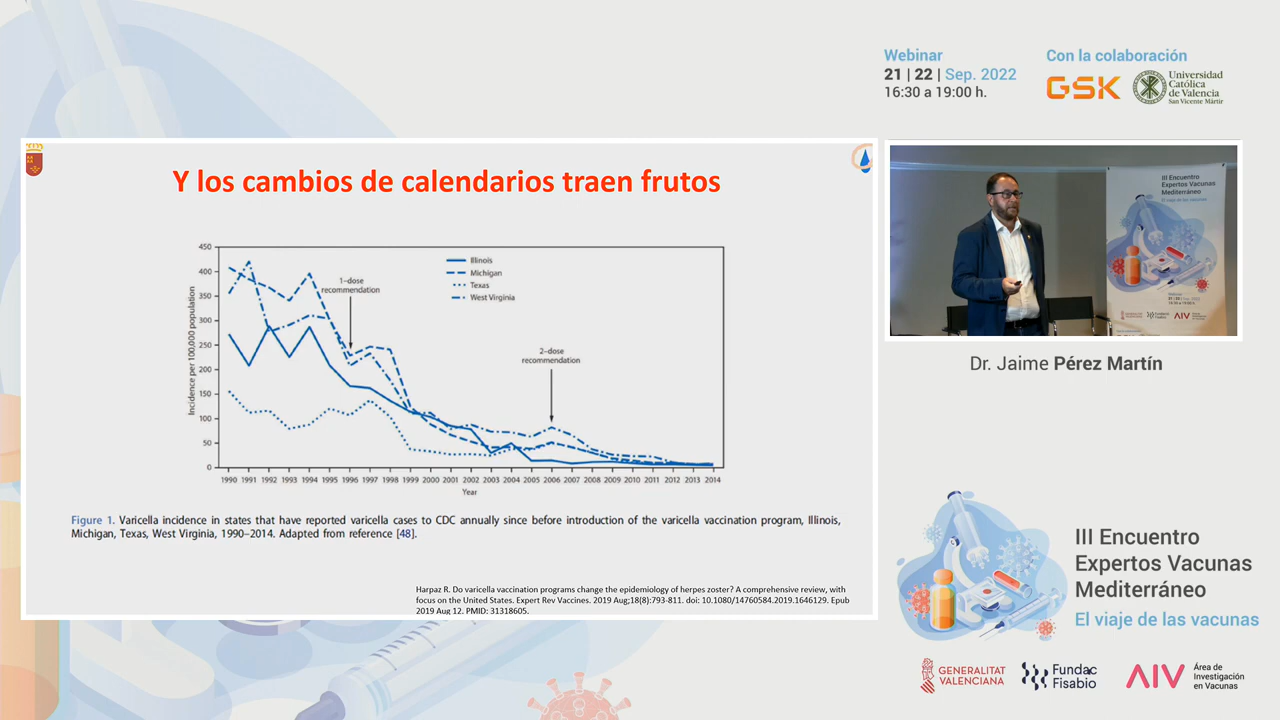 Webinar
21 | 22 | Sep. 2022
16:30 a 19:00 h.
Con la colaboración
GSK
Universidad
Católica
de Valencia
San Vicente Mártir
Y los cambios de calendarios traen frutos
Incidence per 100,000 population
450
400
350
300
250
200
150
100
50
0
1-dose
recommendation
Illinois
Michigan
Texas
West Virginia
2-dose
recommendation
1990 1991 1992 1993 1994 1995 1996 1997 1998 1999 2000 2001 2002 2003 2004 2005 2006 2007 2008 2009 2010 2011 2012 2013 2014
Year
Figure 1. Varicella incidence in states that have reported varicella cases to CDC annually since before introduction of the varicella vaccination program, Illinois,
Michigan, Texas, West Virginia, 1990–2014. Adapted from reference [48].
Harpaz R. Do varicella vaccination programs change the epidemiology of herpes zoster? A comprehensive review, with
focus on the United States. Expert Rev Vaccines. 2019 Aug;18(8):793-811. doi: 10.1080/14760584.2019.1646129. Epub
2019 Aug 12. PMID: 31318605.
III Encuentro
Expertos Vacunas
Mediterráneo
El viaje de las vacunas
Dr. Jaime Pérez Martín
III Encuentro
Expertos Vacunas
Mediterráneo
El viaje de las vacunas
GENERALITAT
VALENCIANA
Fundac
Fisabio
AIV
Área de
Investigación
en Vacunas